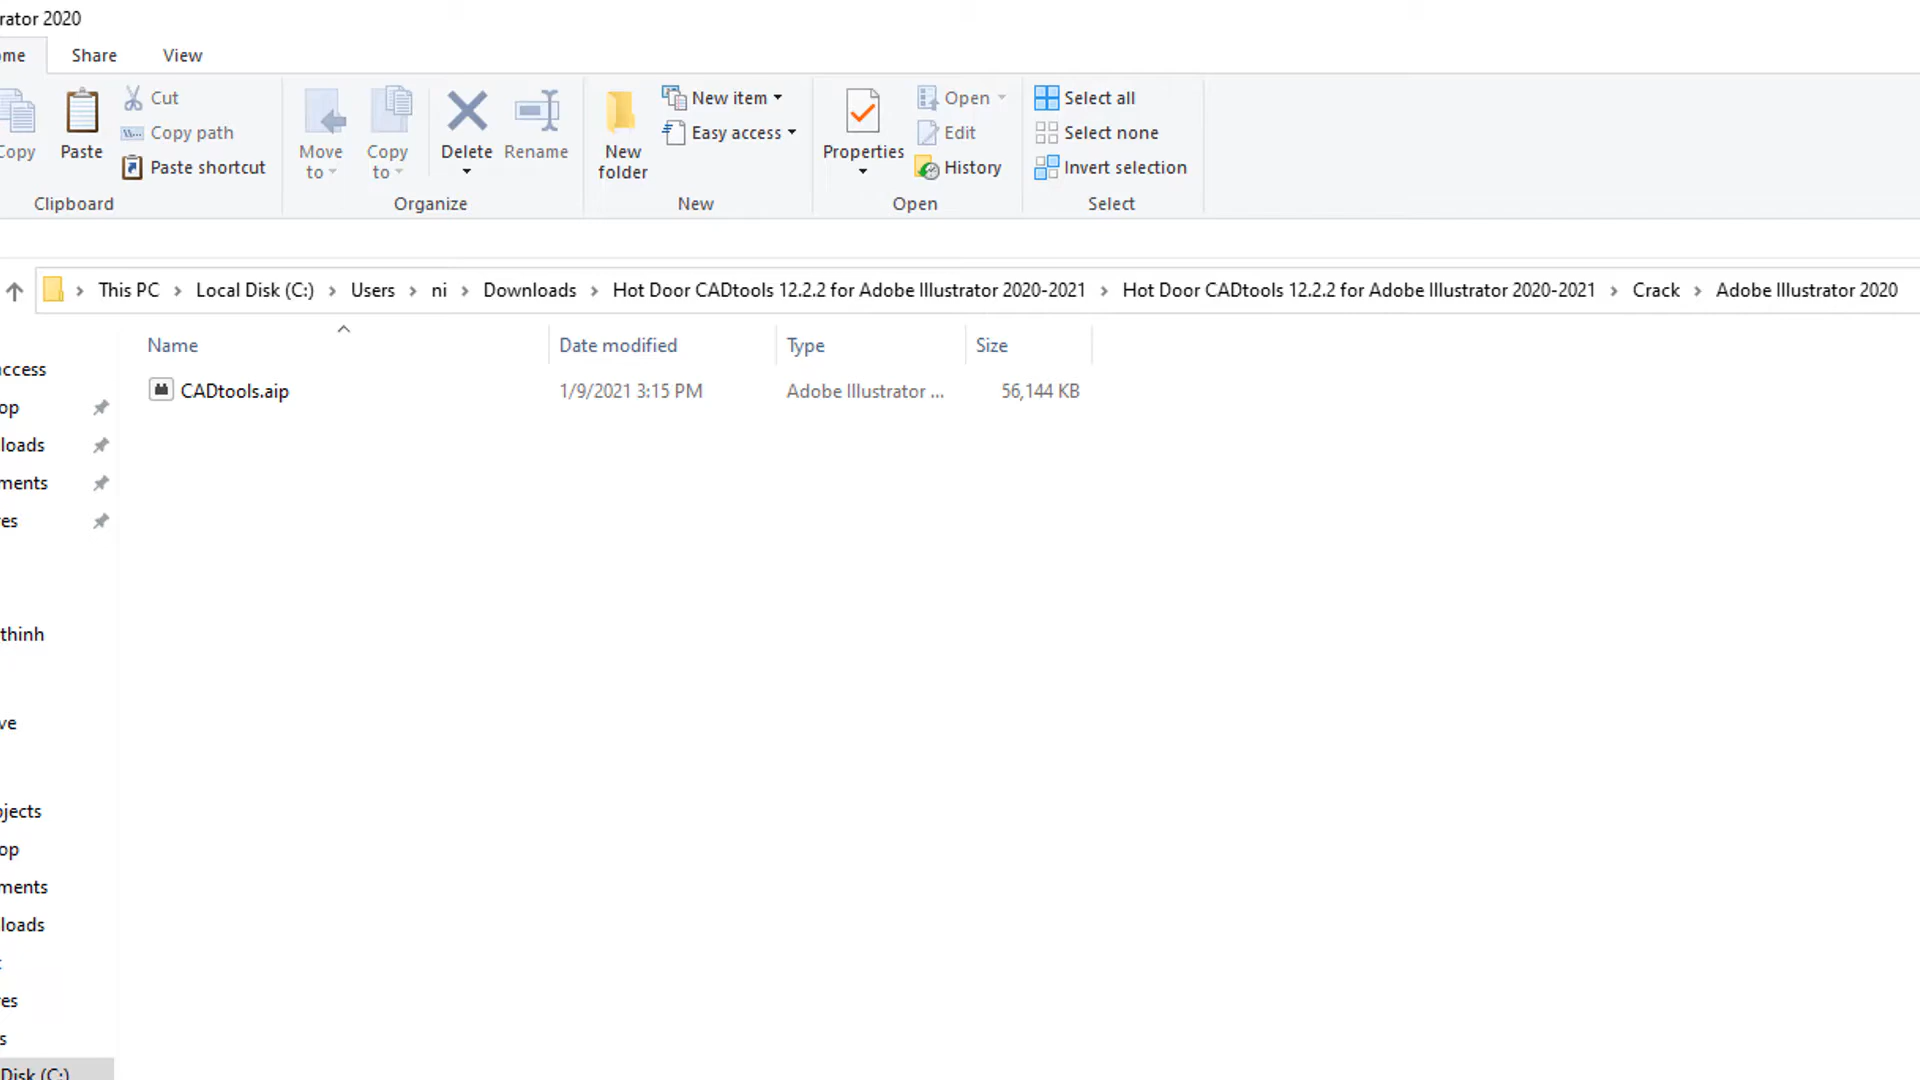 rator 2020
me Share View
Copy Paste Cut Copy path Paste shortcut
Clipboard
Move to Copy to Delete Rename
Organize
New folder New item Easy access
New
Properties Open Edit History
Open
Select all Select none Invert selection
Select
This PC Local Disk (C:) Users ni Downloads Hot Door CADtools 12.2.2 for Adobe Illustrator 2020-2021 Hot Door CADtools 12.2.2 for Adobe Illustrator 2020-2021 Crack Adobe Illustrator 2020
Name Date modified Type Size
CADtools.aip 1/9/2021 3:15 PM Adobe Illustrator ... 56,144 KB
access
op
loads
ments
res
thinh
ve
jects
op
ments
loads
res
s
Disk (C:)